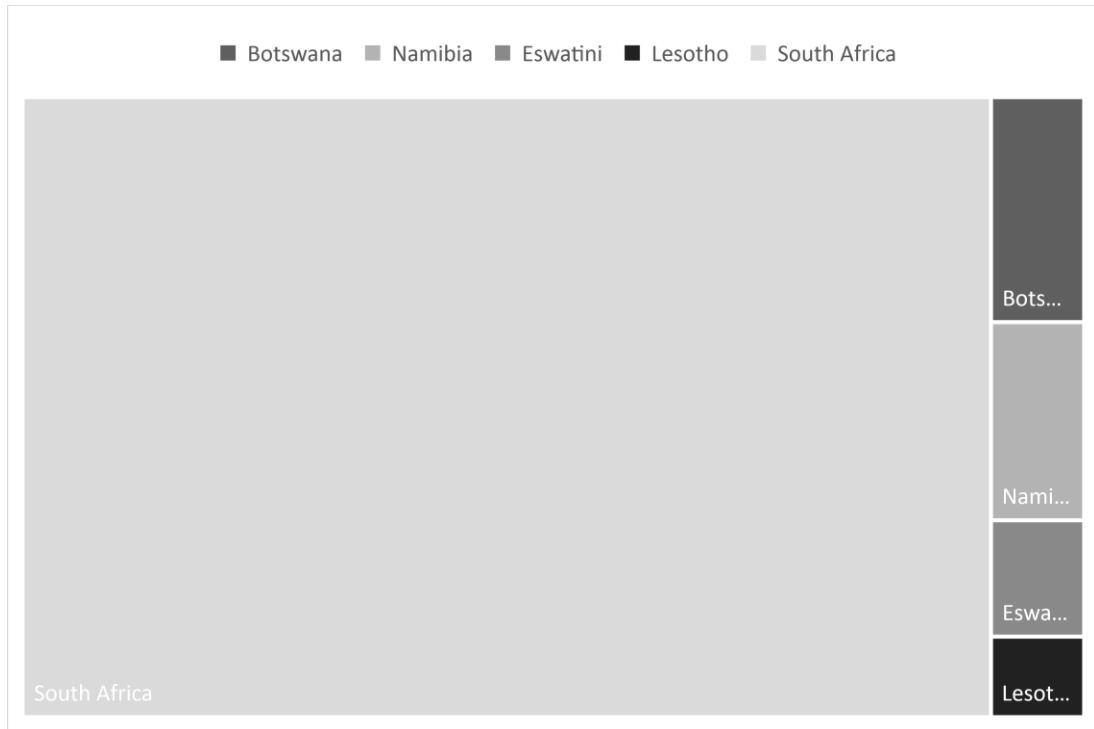 Botswana Namibia Eswatini Lesotho South Africa
Bots...
Nami...
Eswa...
South Africa
Lesot...